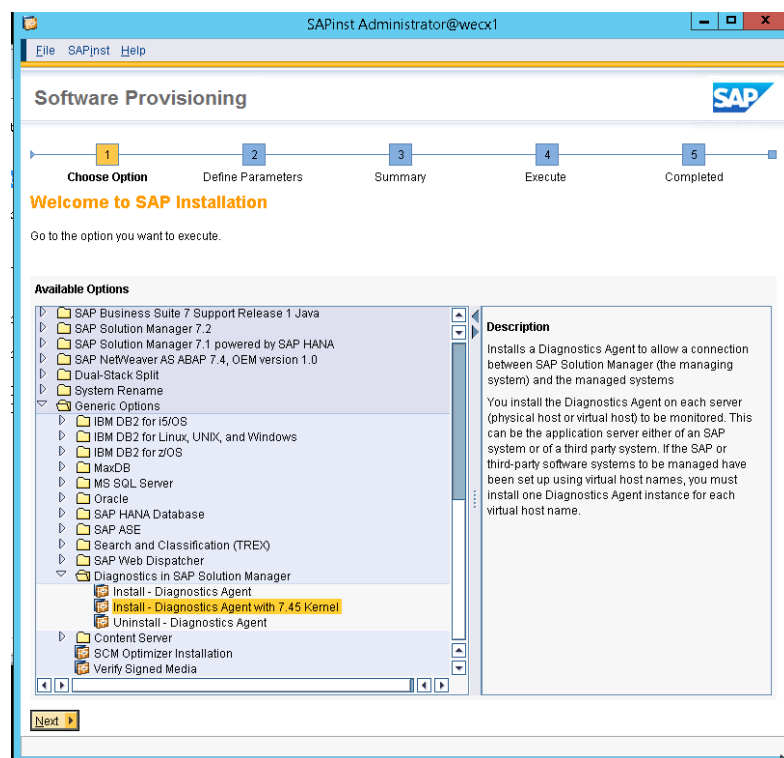 SAPinst Administrator@wecx1
File SAPinst Help
Software Provisioning
SAP
1 2 3 4 5
Choose Option Define Parameters Summary Execute Completed
Welcome to SAP Installation
Go to the option you want to execute.
Available Options
SAP Business Suite 7 Support Release 1 Java
SAP Solution Manager 7.2
SAP Solution Manager 7.1 powered by SAP HANA
SAP NetWeaver AS ABAP 7.4, OEM version 1.0
Dual-Stack Split
System Rename
Generic Options
IBM DB2 for i5/OS
IBM DB2 for Linux, UNIX, and Windows
IBM DB2 for z/OS
MaxDB
MS SQL Server
Oracle
SAP HANA Database
SAP ASE
Search and Classification (TREX)
SAP Web Dispatcher
Diagnostics in SAP Solution Manager
Install - Diagnostics Agent
Install - Diagnostics Agent with 7.45 Kernel
Uninstall - Diagnostics Agent
Content Server
SCM Optimizer Installation
Verify Signed Media
Description
Installs a Diagnostics Agent to allow a connection
between SAP Solution Manager (the managing
system) and the managed systems
You install the Diagnostics Agent on each server
(physical host or virtual host) to be monitored. This
can be the application server either of an SAP
system or of a third party system. If the SAP or
third-party software systems to be managed have
been set up using virtual host names, you must
install one Diagnostics Agent instance for each
virtual host name.
Next